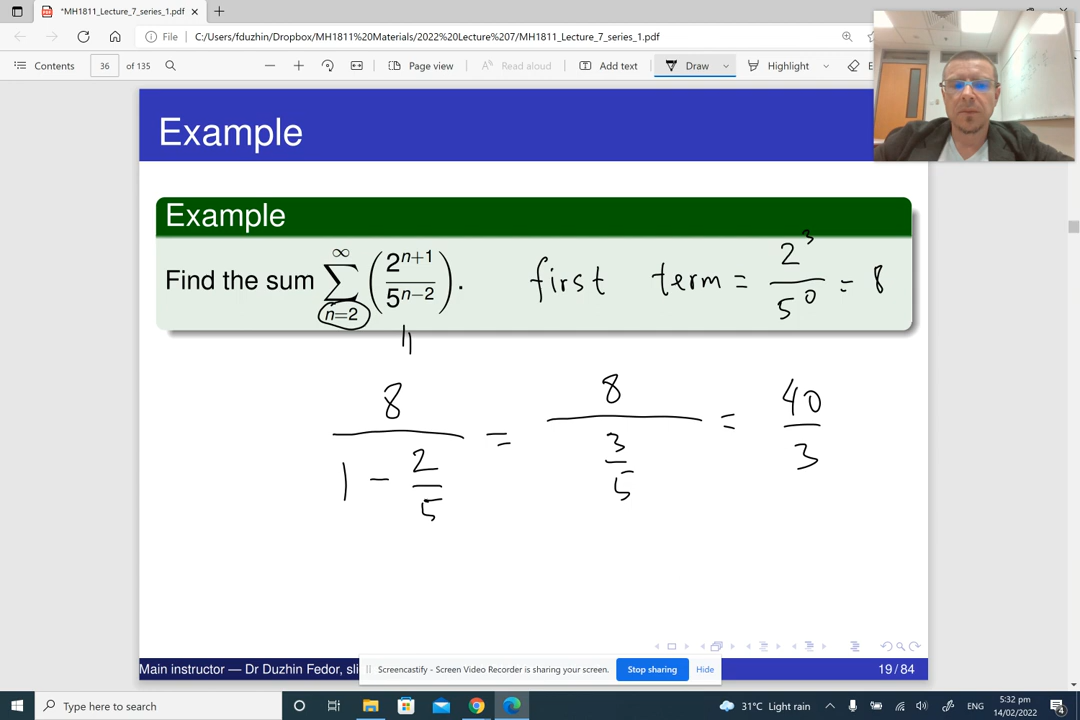 *MH1811_Lecture_7_series_1.pdf
File C:/Users/fduzhin/Dropbox/MH1811%20Materials/2022%20Lecture%207/MH1811_Lecture_7_series_1.pdf
Contents 36 of 135 Page view Read aloud Add text Draw Highlight E
Example
Example
Find the sum ∑_{n=2}^{∞} (2^{n+1}/5^{n−2}). first term = 2^3/5^0 = 8
8/(1 − 2/5) = 8/(3/5) = 40/3
Main instructor — Dr Duzhin Fedor, sli 19/84
Screencastify - Screen Video Recorder is sharing your screen. Stop sharing Hide
Type here to search 31°C Light rain ENG 5:32 pm
14/02/2022
4